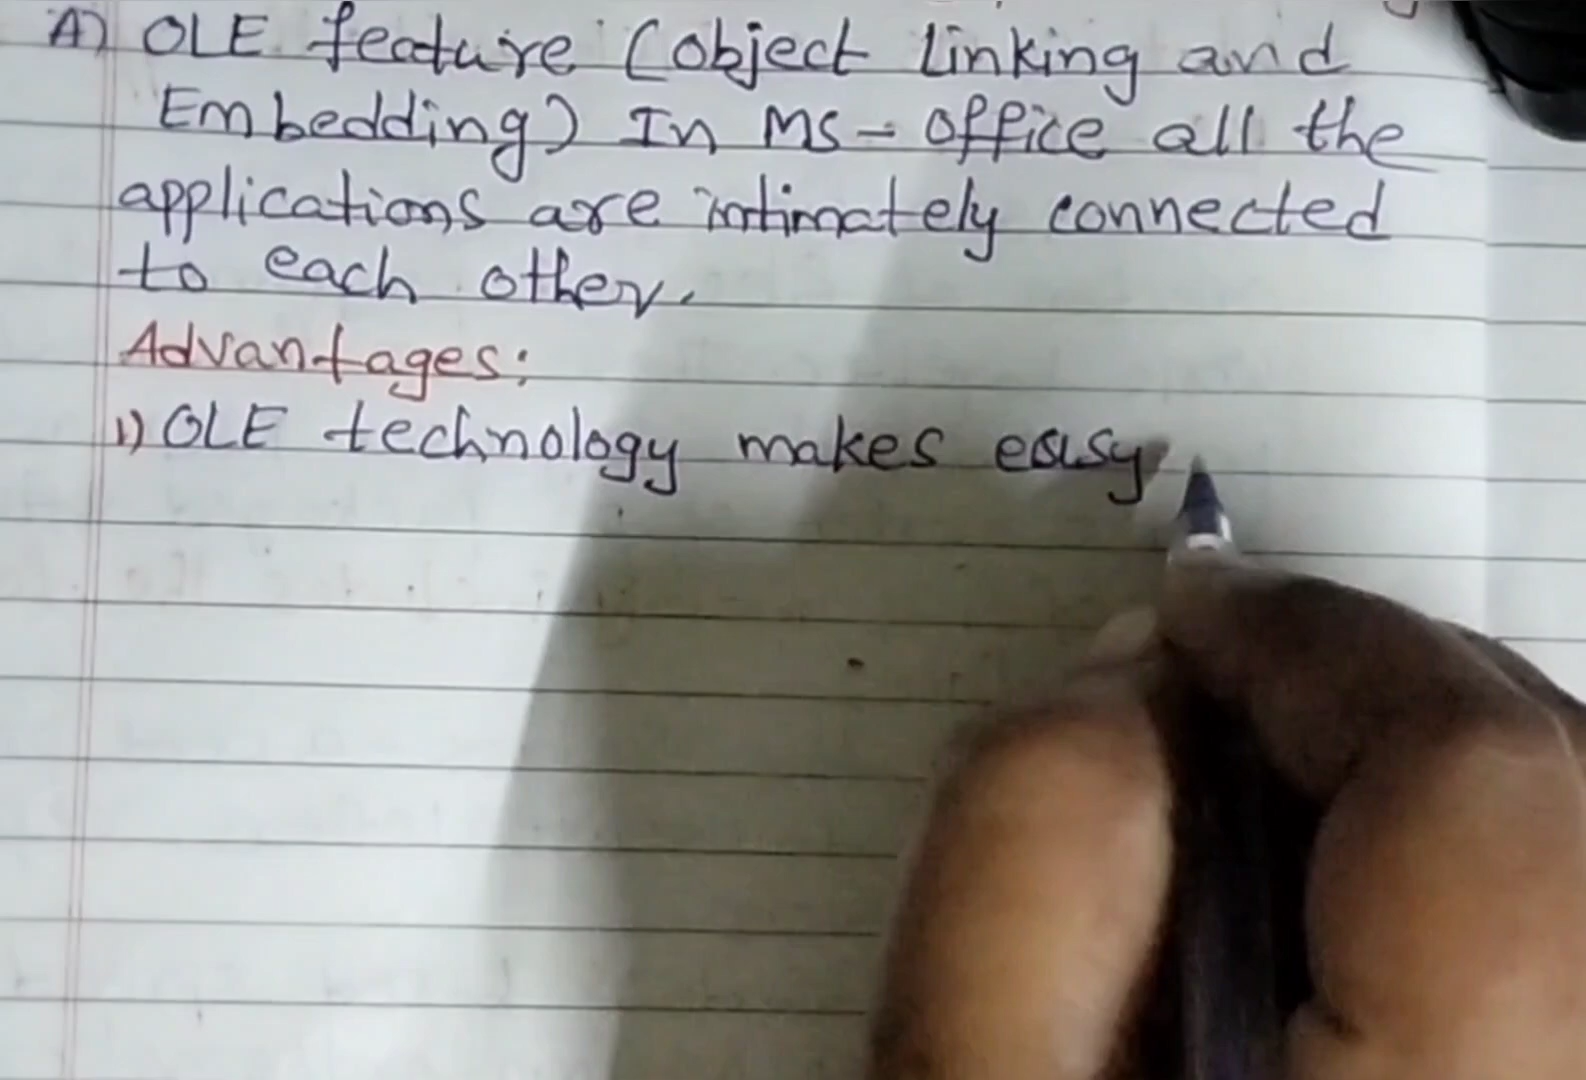 A) OLE feature (object Linking and
Embedding) In MS - office all the
applications are intimately connected
to each other.
Advantages:
1) OLE technology makes easy